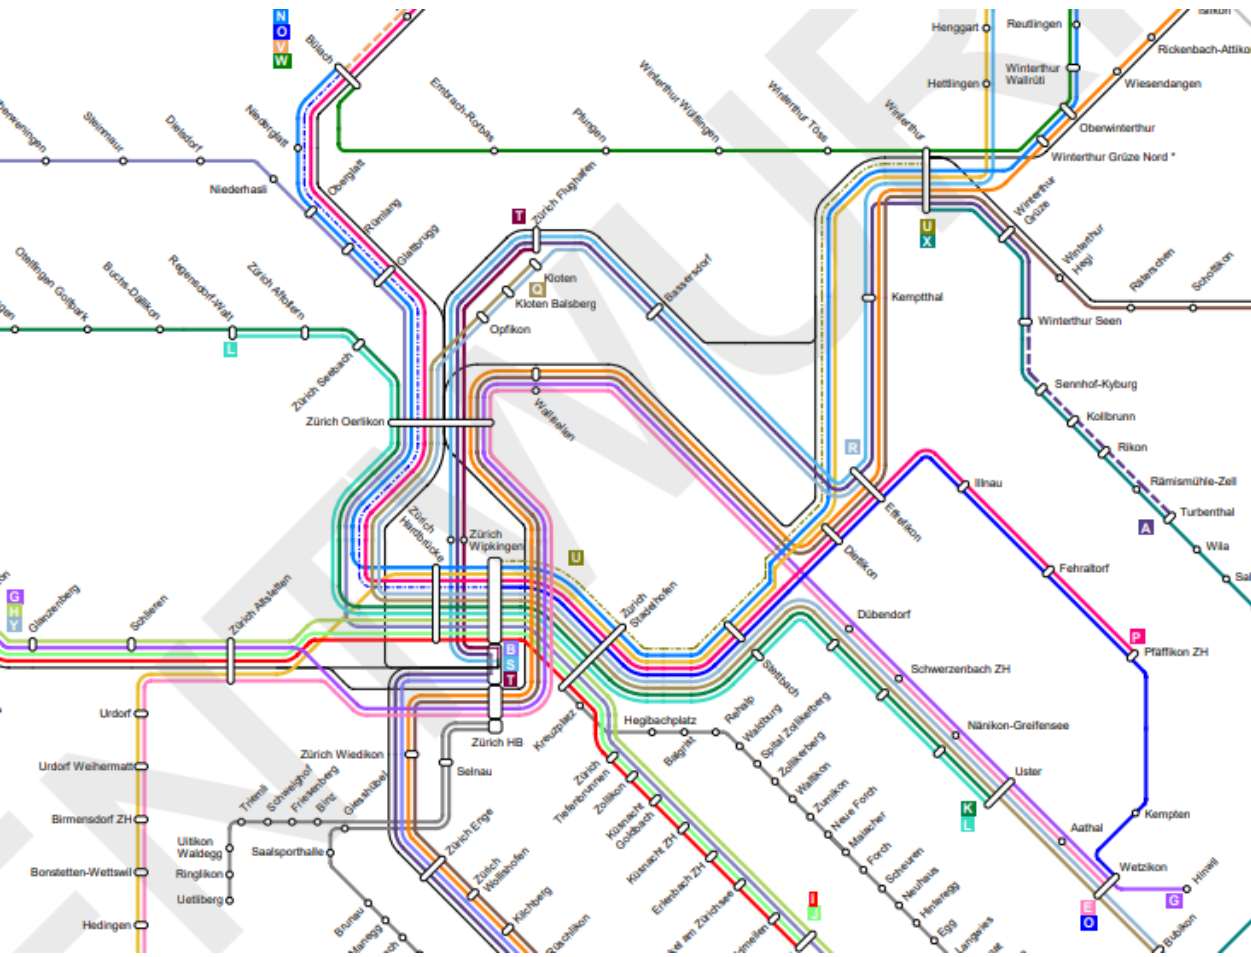 N
O
V
W
Bülach
Henggart
Reutlingen
Rickenbach-Attiko
Hettlingen
Winterthur
Wallrüti
Wiesendangen
Steinmaur
Dielsdorf
Niederglatt
Embrach-Rorbas
Pfungen
Winterthur Wülflingen
Winterthur Töss
Winterthur
Oberwinterthur
Winterthur Grüze Nord *
Niederhasli
Oberglatt
Rümlang
Glattbrugg
T
Zürich Flughafen
U
X
Winterthur
Grüze
Winterthur
Hegi
Räterschen
Schottikon
Otelfingen Golfpark
Buchs-Dällikon
Regensdorf-Watt
Zürich Affoltern
L
Kloten
Q
Kloten Balsberg
Opfikon
Bassersdorf
Kemptthal
Winterthur Seen
Zürich Seebach
Zürich Oerlikon
Wallisellen
Sennhof-Kyburg
Kollbrunn
Rikon
Rämismühle-Zell
Turbenthal
A
Wila
R
Effretikon
Illnau
Dietlikon
Fehraltorf
P
Pfäffikon ZH
Kempten
Zürich
Hardbrücke
Zürich
Wipkingen
U
Zürich
Stadelhofen
G
H
Y
Glanzenberg
Schlieren
Zürich Altstetten
B
S
T
Zürich HB
Stettbach
Dübendorf
Schwerzenbach ZH
Nänikon-Greifensee
Uster
K
L
Aathal
Wetzikon
E
O
Hinwil
G
Bubikon
Urdorf
Urdorf Weihermatt
Birmensdorf ZH
Bonstetten-Wettswil
Hedingen
Zürich Wiedikon
Selnau
Triemli
Schweighof
Friesenberg
Binz
Giesshübel
Uitikon
Waldegg
Ringlikon
Uetliberg
Saalsporthalle
Brunau
Manegg
Zürich Enge
Zürich
Wollishofen
Kilchberg
Rüschlikon
Kreuzplatz
Hegibachplatz
Balgrist
Rehalp
Waldburg
Spital Zollikerberg
Zollikerberg
Waltikon
Zumikon
Neue Forch
Maiacher
Forch
Scheuren
Neuhaus
Hinteregg
Egg
Langwies
Zürich
Tiefenbrunnen
Zollikon
Küsnacht
Goldbach
Küsnacht ZH
Erlenbach ZH
I
J
ENTWURF